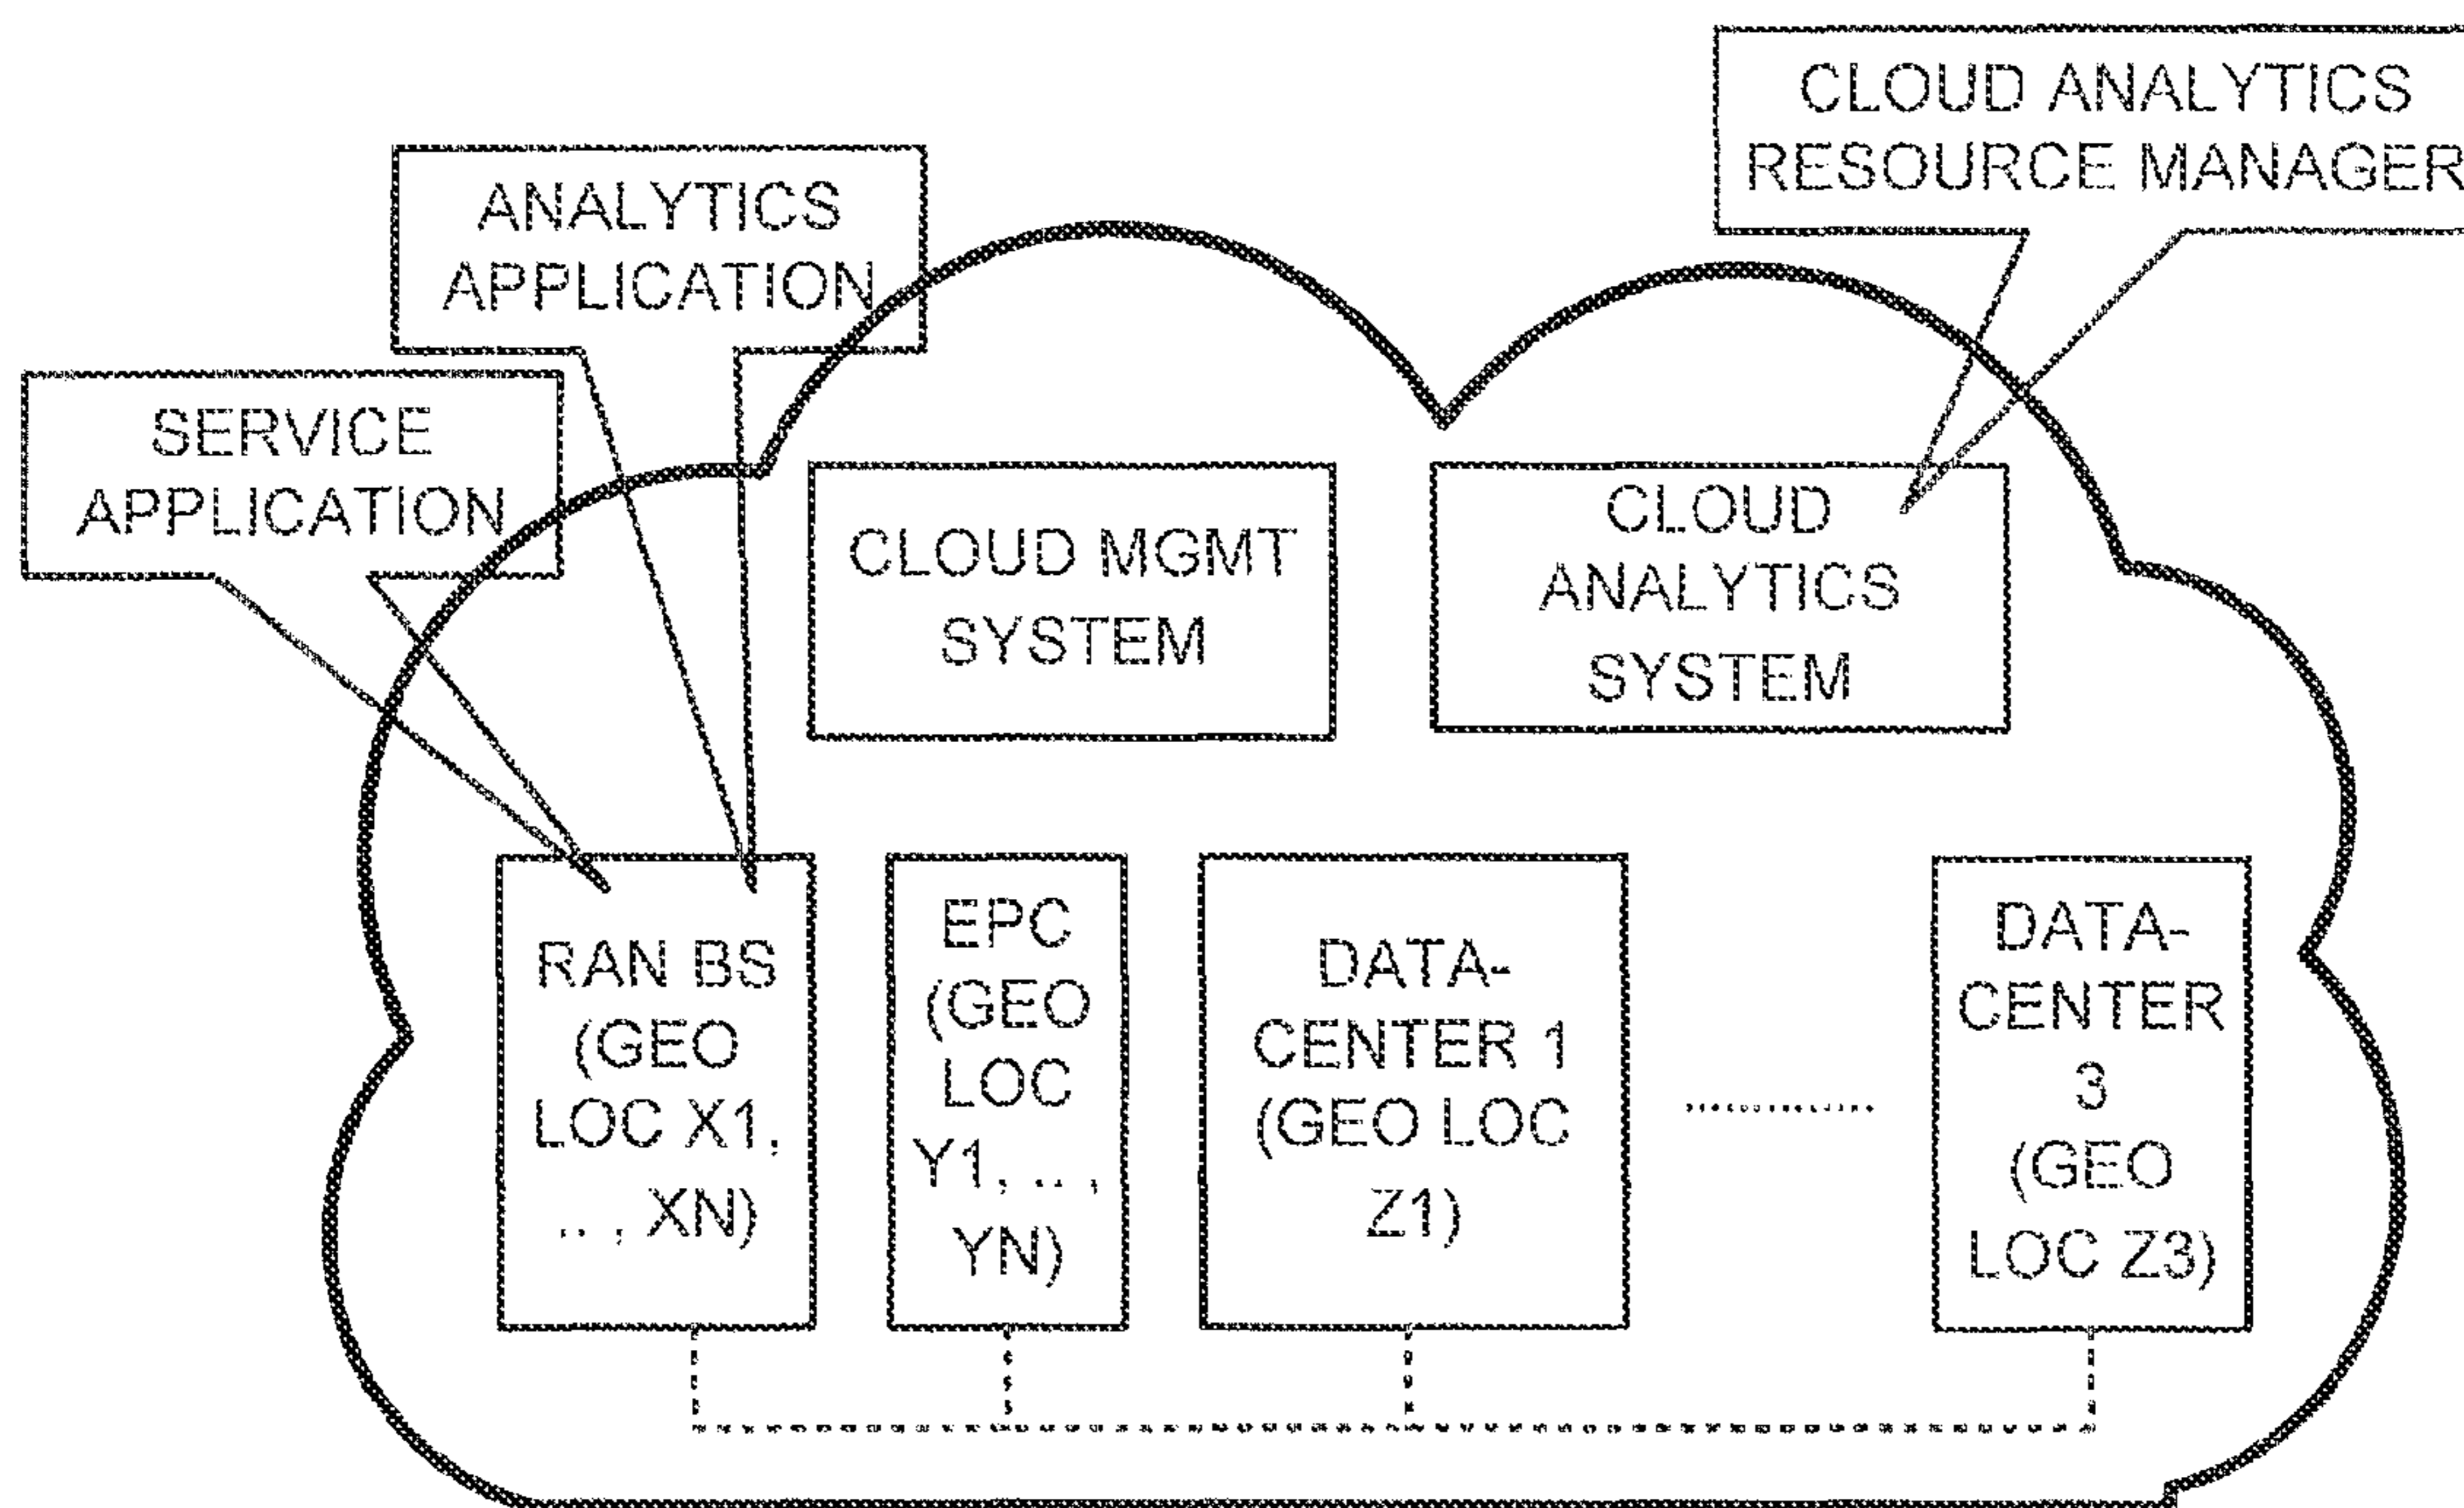 CLOUD ANALYTICS
RESOURCE MANAGER
ANALYTICS
APPLICATION
SERVICE
APPLICATION
CLOUD MGMT
SYSTEM
CLOUD
ANALYTICS
SYSTEM
RAN BS
(GEO
LOC X1,
.. , XN)
EPC
(GEO
LOC
Y1, .. ,
YN)
DATA-
CENTER 1
(GEO LOC
Z1)
DATA-
CENTER
3
(GEO
LOC Z3)